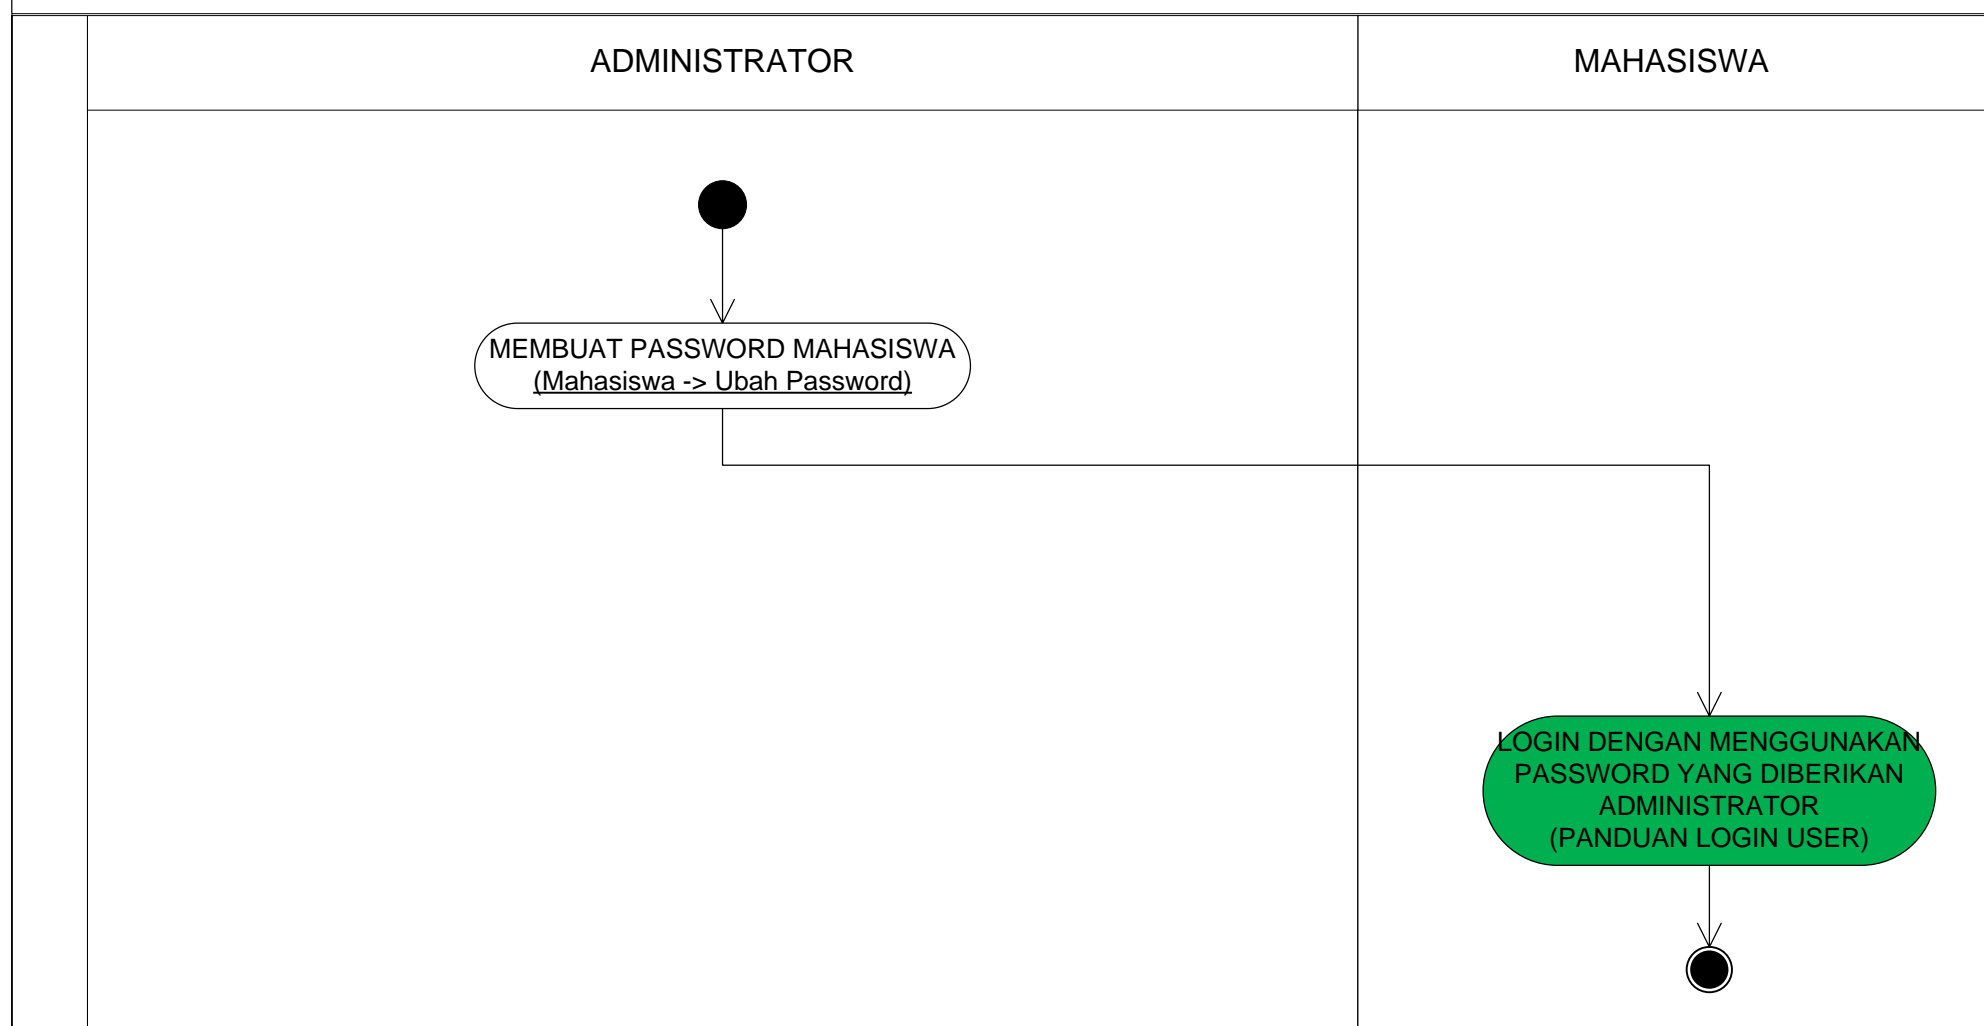 ADMINISTRATOR
MAHASISWA
MEMBUAT PASSWORD MAHASISWA
(Mahasiswa -> Ubah Password)
LOGIN DENGAN MENGGUNAKAN
PASSWORD YANG DIBERIKAN
ADMINISTRATOR
(PANDUAN LOGIN USER)